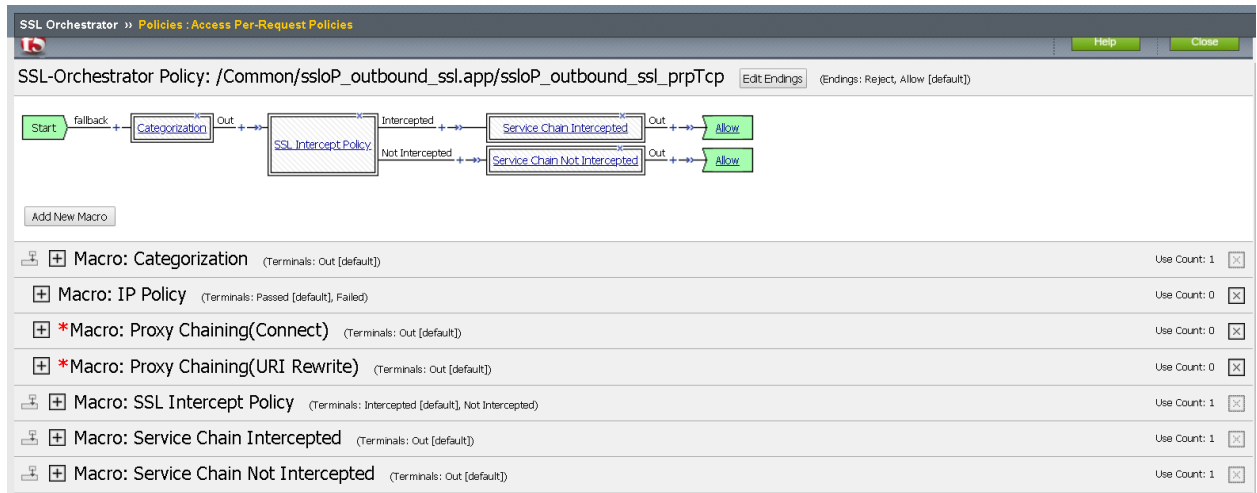 SSL Orchestrator ›› Policies : Access Per-Request Policies
f5 Help Close
SSL-Orchestrator Policy: /Common/ssloP_outbound_ssl.app/ssloP_outbound_ssl_prpTcp Edit Endings (Endings: Reject, Allow [default])
Start fallback + Categorization Out + SSL Intercept Policy Intercepted + Service Chain Intercepted Out + Allow
Not Intercepted + Service Chain Not Intercepted Out + Allow
Add New Macro
Macro: Categorization (Terminals: Out [default]) Use Count: 1
Macro: IP Policy (Terminals: Passed [default], Failed) Use Count: 0
*Macro: Proxy Chaining(Connect) (Terminals: Out [default]) Use Count: 0
*Macro: Proxy Chaining(URI Rewrite) (Terminals: Out [default]) Use Count: 0
Macro: SSL Intercept Policy (Terminals: Intercepted [default], Not Intercepted) Use Count: 1
Macro: Service Chain Intercepted (Terminals: Out [default]) Use Count: 1
Macro: Service Chain Not Intercepted (Terminals: Out [default]) Use Count: 1